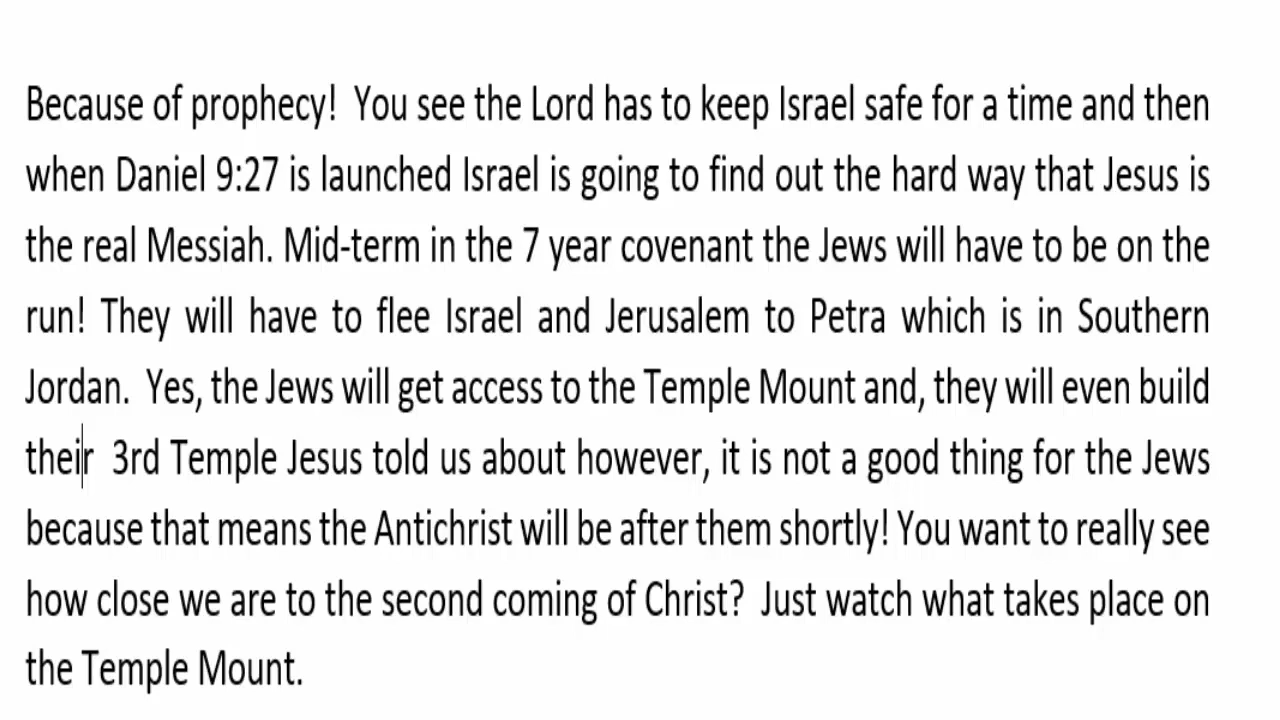 Because of prophecy!  You see the Lord has to keep Israel safe for a time and then
when Daniel 9:27 is launched Israel is going to find out the hard way that Jesus is
the real Messiah. Mid-term in the 7 year covenant the Jews will have to be on the
run! They will have to flee Israel and Jerusalem to Petra which is in Southern
Jordan.  Yes, the Jews will get access to the Temple Mount and, they will even build
their  3rd Temple Jesus told us about however, it is not a good thing for the Jews
because that means the Antichrist will be after them shortly! You want to really see
how close we are to the second coming of Christ?  Just watch what takes place on
the Temple Mount.